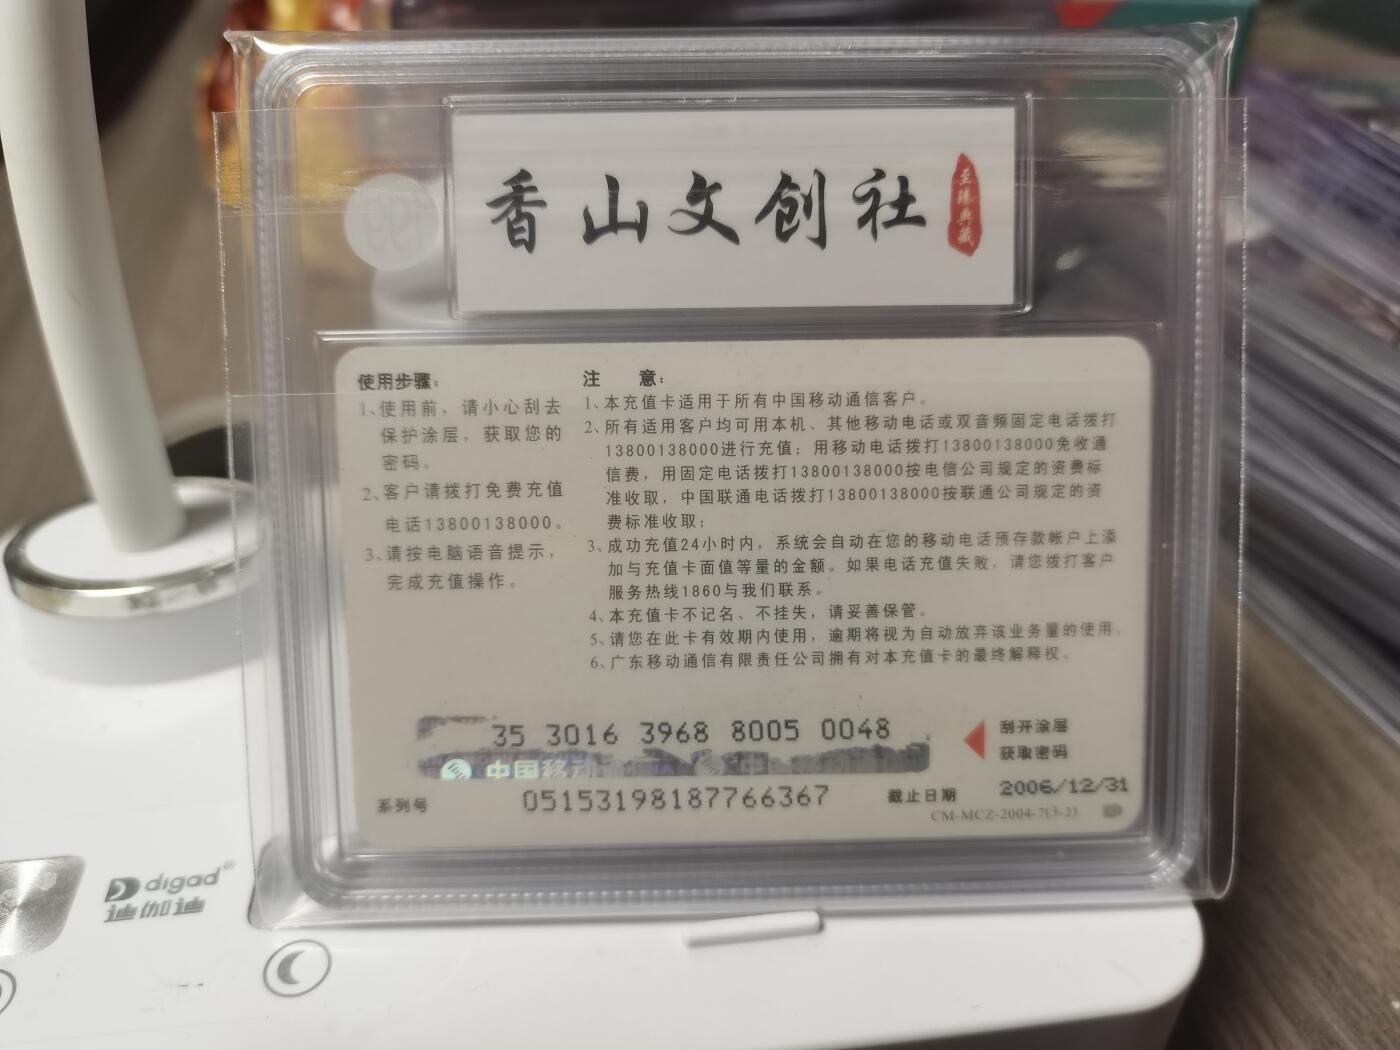 香山文创社
至臻典藏
使用步骤:
1、使用前，请小心刮去
保护涂层，获取您的
密码。
2、客户请拨打免费充值
电话13800138000。
3、请按电脑语音提示，
完成充值操作。
注 意:
1、本充值卡适用于所有中国移动通信客户。
2、所有适用客户均可用本机、其他移动电话或双音频固定电话拨打
13800138000进行充值；用移动电话拨打13800138000免收通
信费，用固定电话拨打13800138000按电信公司规定的资费标
准收取，中国联通电话拨打13800138000按联通公司规定的资
费标准收取；
3、成功充值24小时内，系统会自动在您的移动电话预存款帐户上添
加与充值卡面值等量的金额。如果电话充值失败，请您拨打客户
服务热线1860与我们联系。
4、本充值卡不记名、不挂失，请妥善保管。
5、请您在此卡有效期内使用，逾期将视为自动放弃该业务量的使用。
6、广东移动通信有限责任公司拥有对本充值卡的最终解释权。
35 3016 3968 8005 0048
中国移动
中
刮开涂层
获取密码
系列号 05153198187766367 截止日期 2006/12/31
CM-MCZ-2004-7(3-2)
digad®
迪伽迪